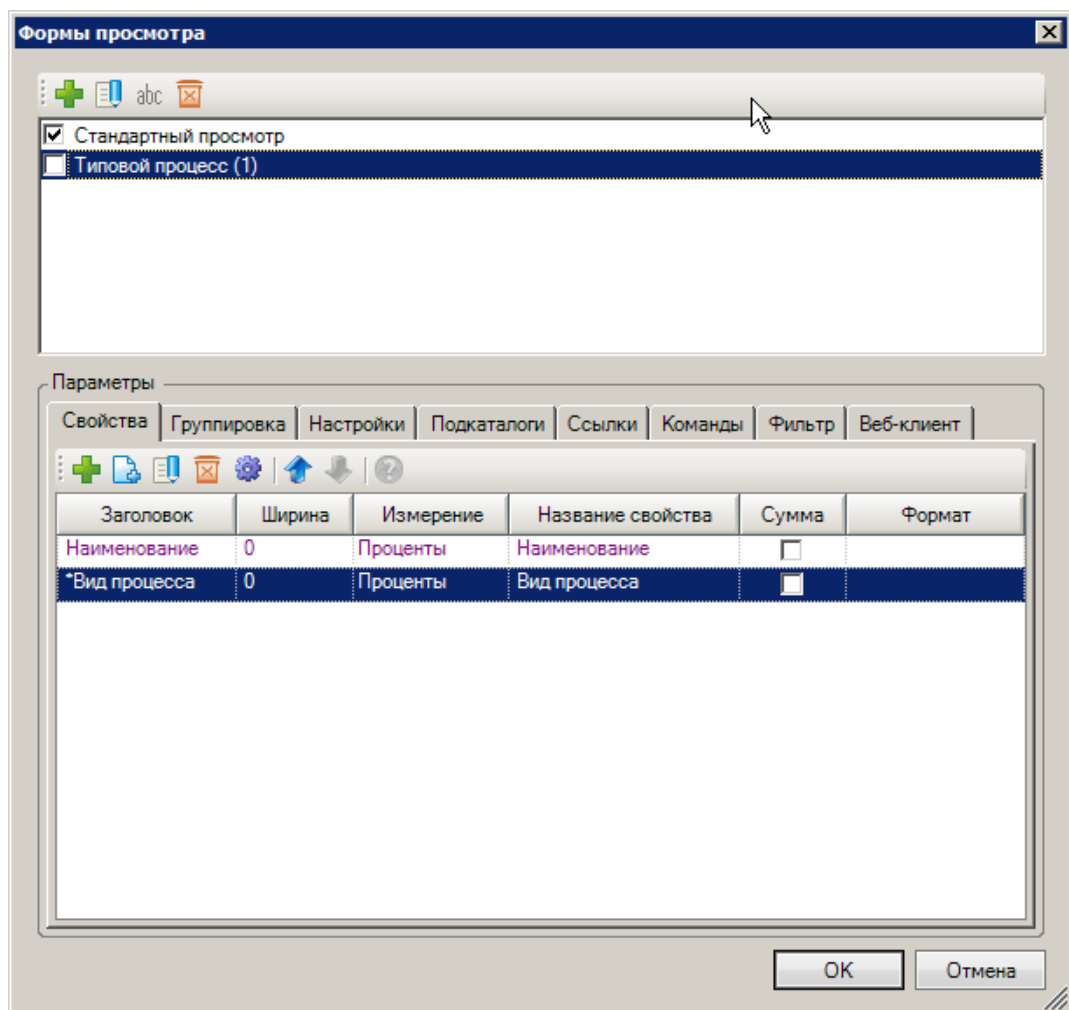 Формы просмотра
abc
Стандартный просмотр
Типовой процесс (1)
Параметры
Свойства Группировка Настройки Подкаталоги Ссылки Команды Фильтр Веб-клиент
Заголовок Ширина Измерение Название свойства Сумма Формат
Наименование 0 Проценты Наименование
*Вид процесса 0 Проценты Вид процесса
OK Отмена